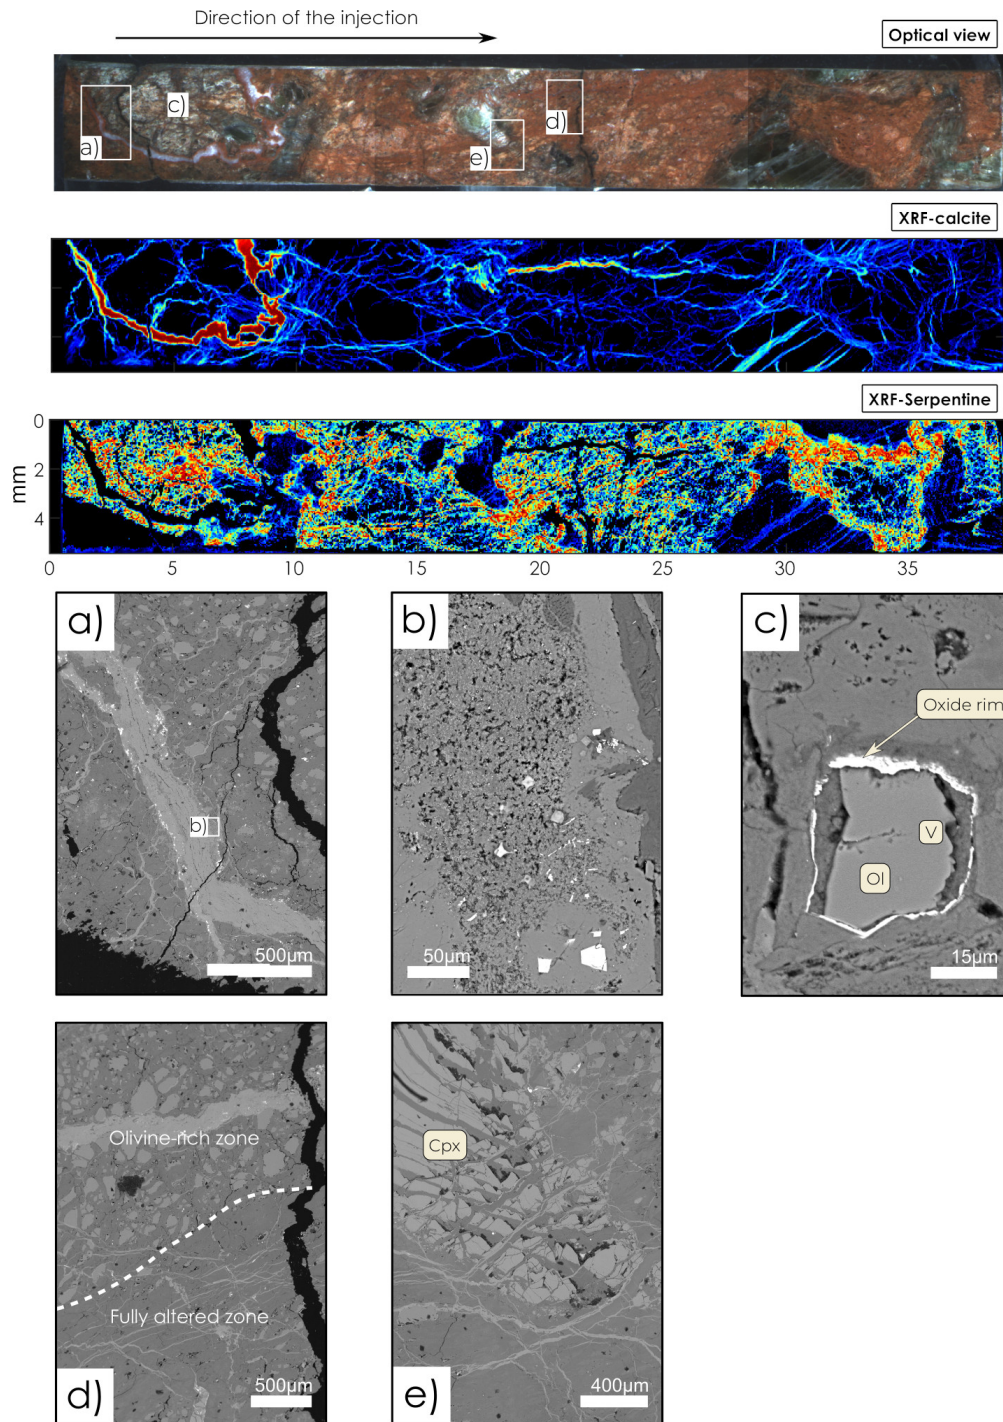 Direction of the injection
Optical view
c)
a)
d)
e)
XRF-calcite
XRF-Serpentine
0
2
4
mm
0 5 10 15 20 25 30 35
a)
b)
500µm
b)
50µm
c)
Oxide rim
V
Ol
15µm
Olivine-rich zone
Fully altered zone
d)
500µm
Cpx
e)
400µm